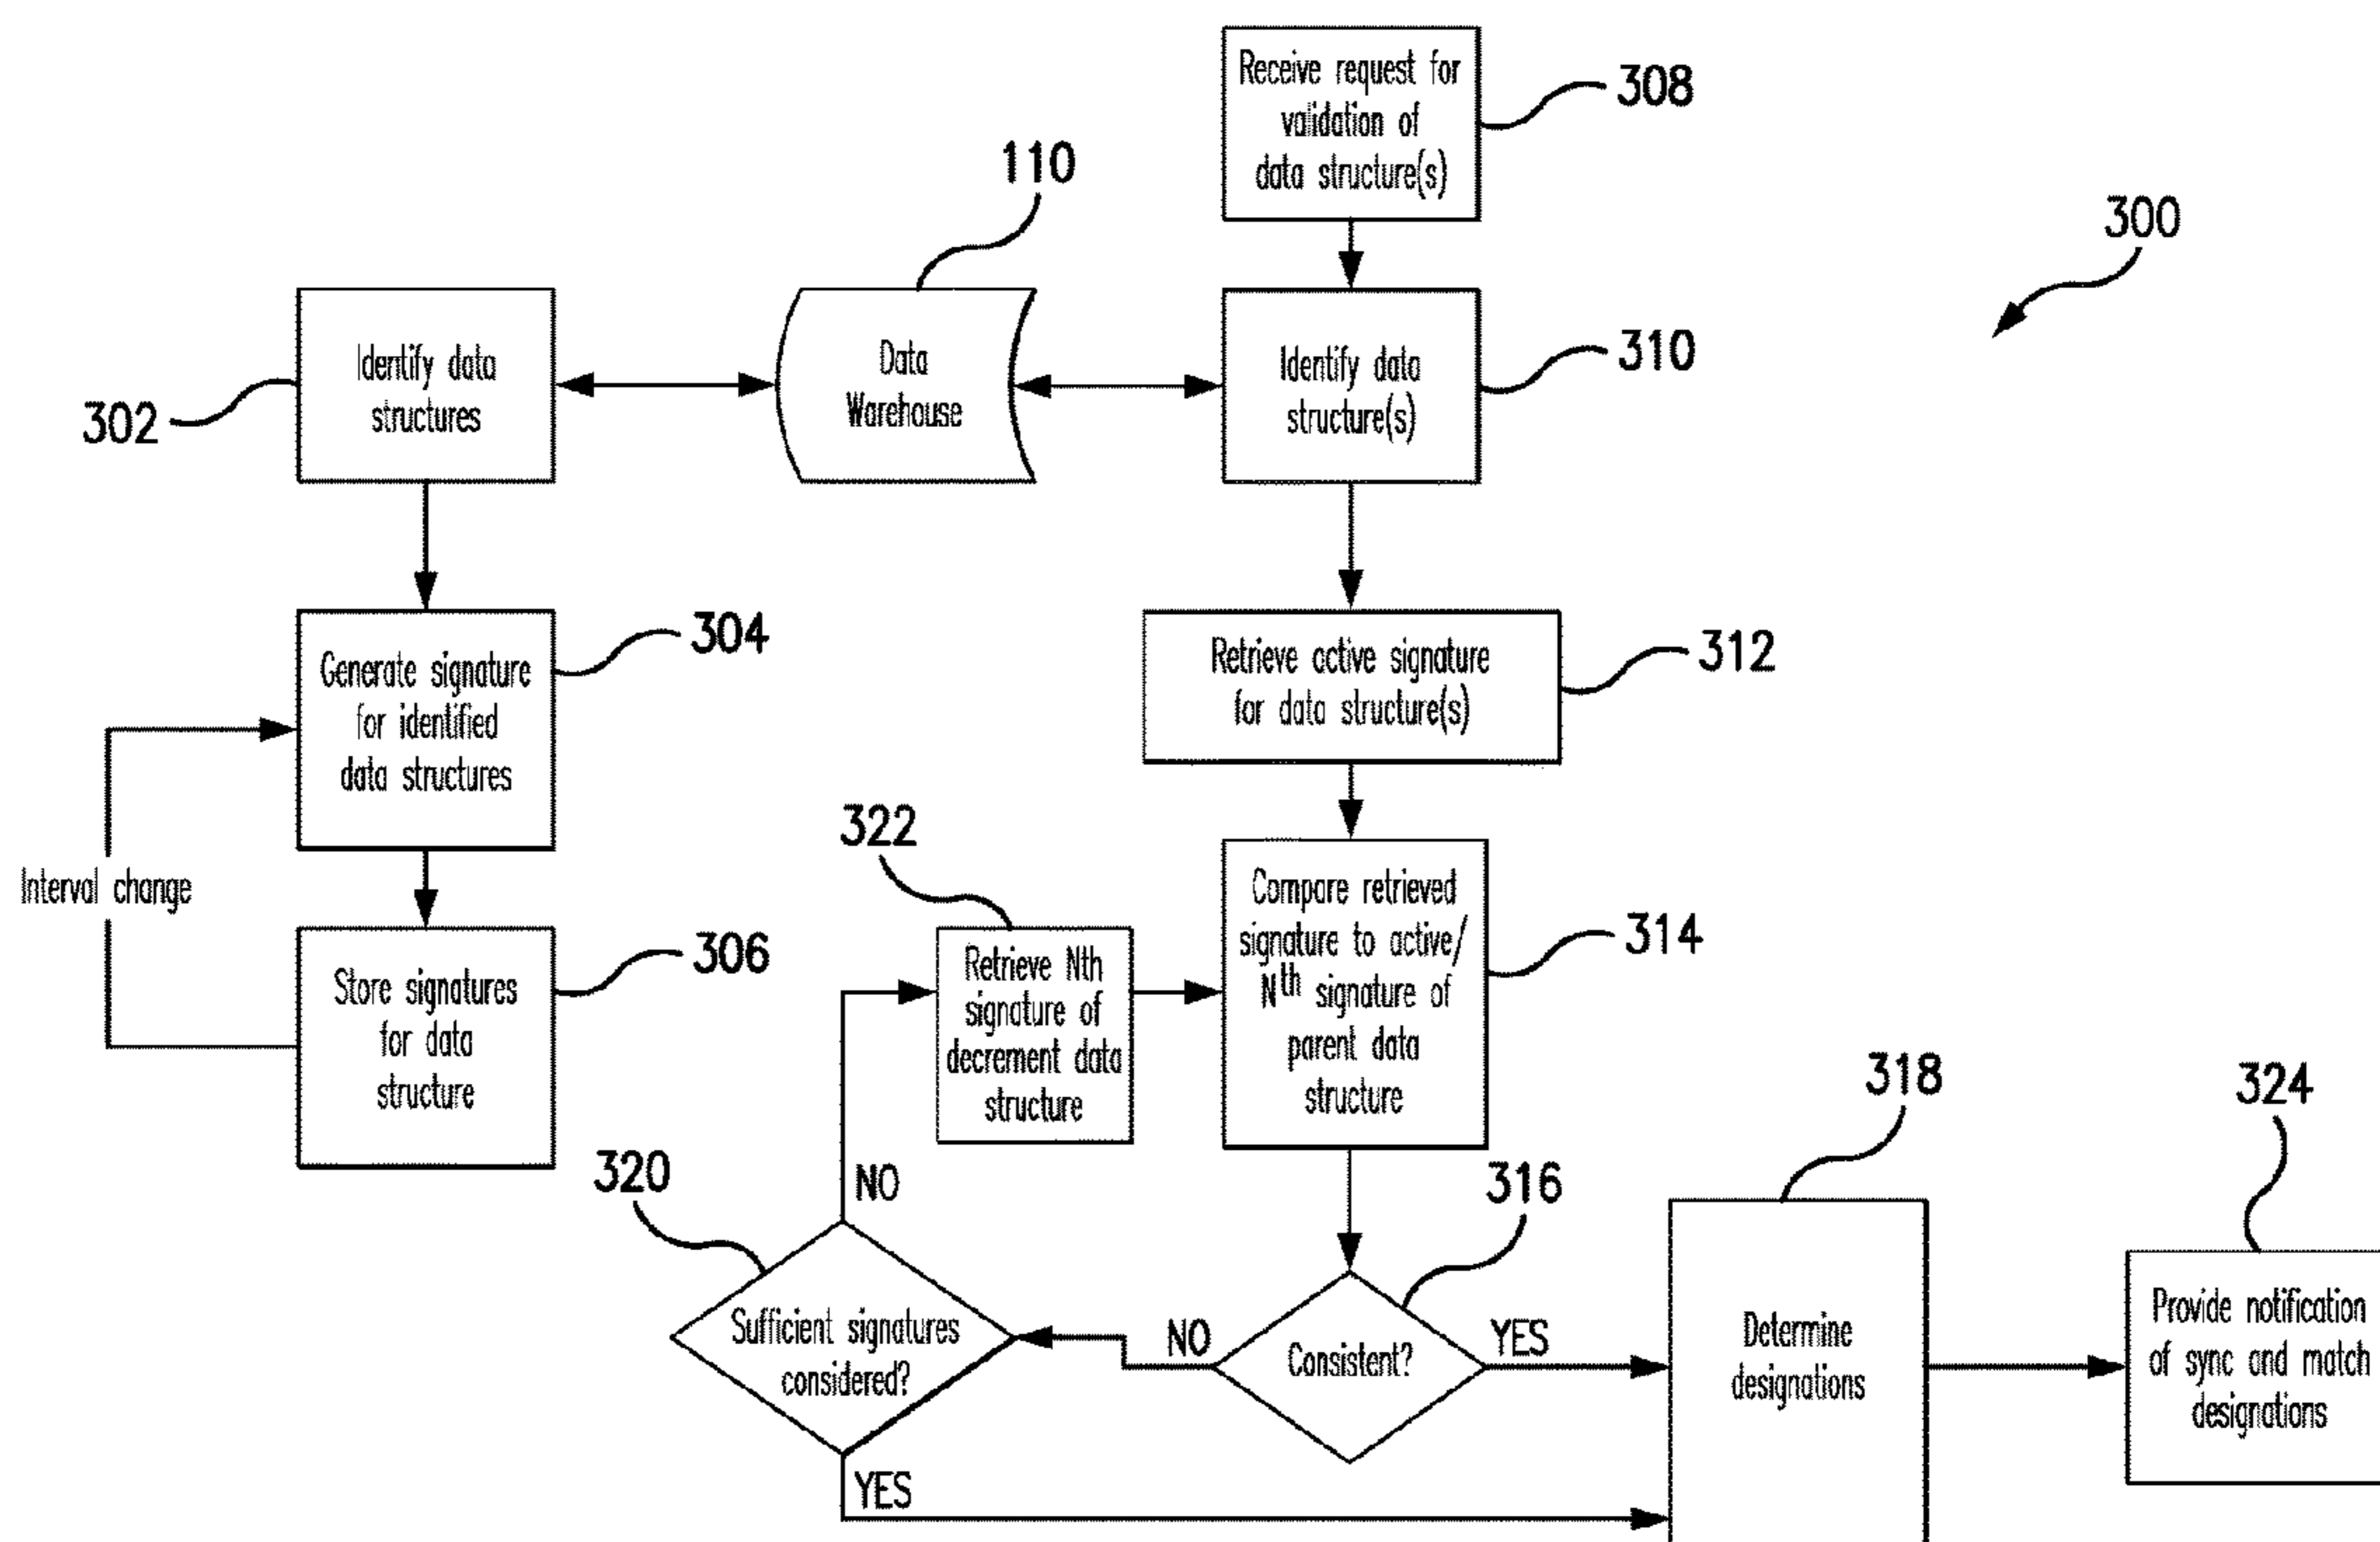 Receive request for
validation of
data structure(s)
308
110
300
Identify data
structures
302
Data
Warehouse
Identify data
structure(s)
310
Generate signature
for identified
data structures
304
Retrieve active signature
for data structure(s)
312
Interval change
Store signatures
for data
structure
306
322
Retrieve Nth
signature of
decrement data
structure
Compare retrieved
signature to active/
Nth signature of
parent data
structure
314
320
NO
Sufficient signatures
considered?
YES
316
NO
Consistent?
YES
318
Determine
designations
324
Provide notification
of sync and match
designations